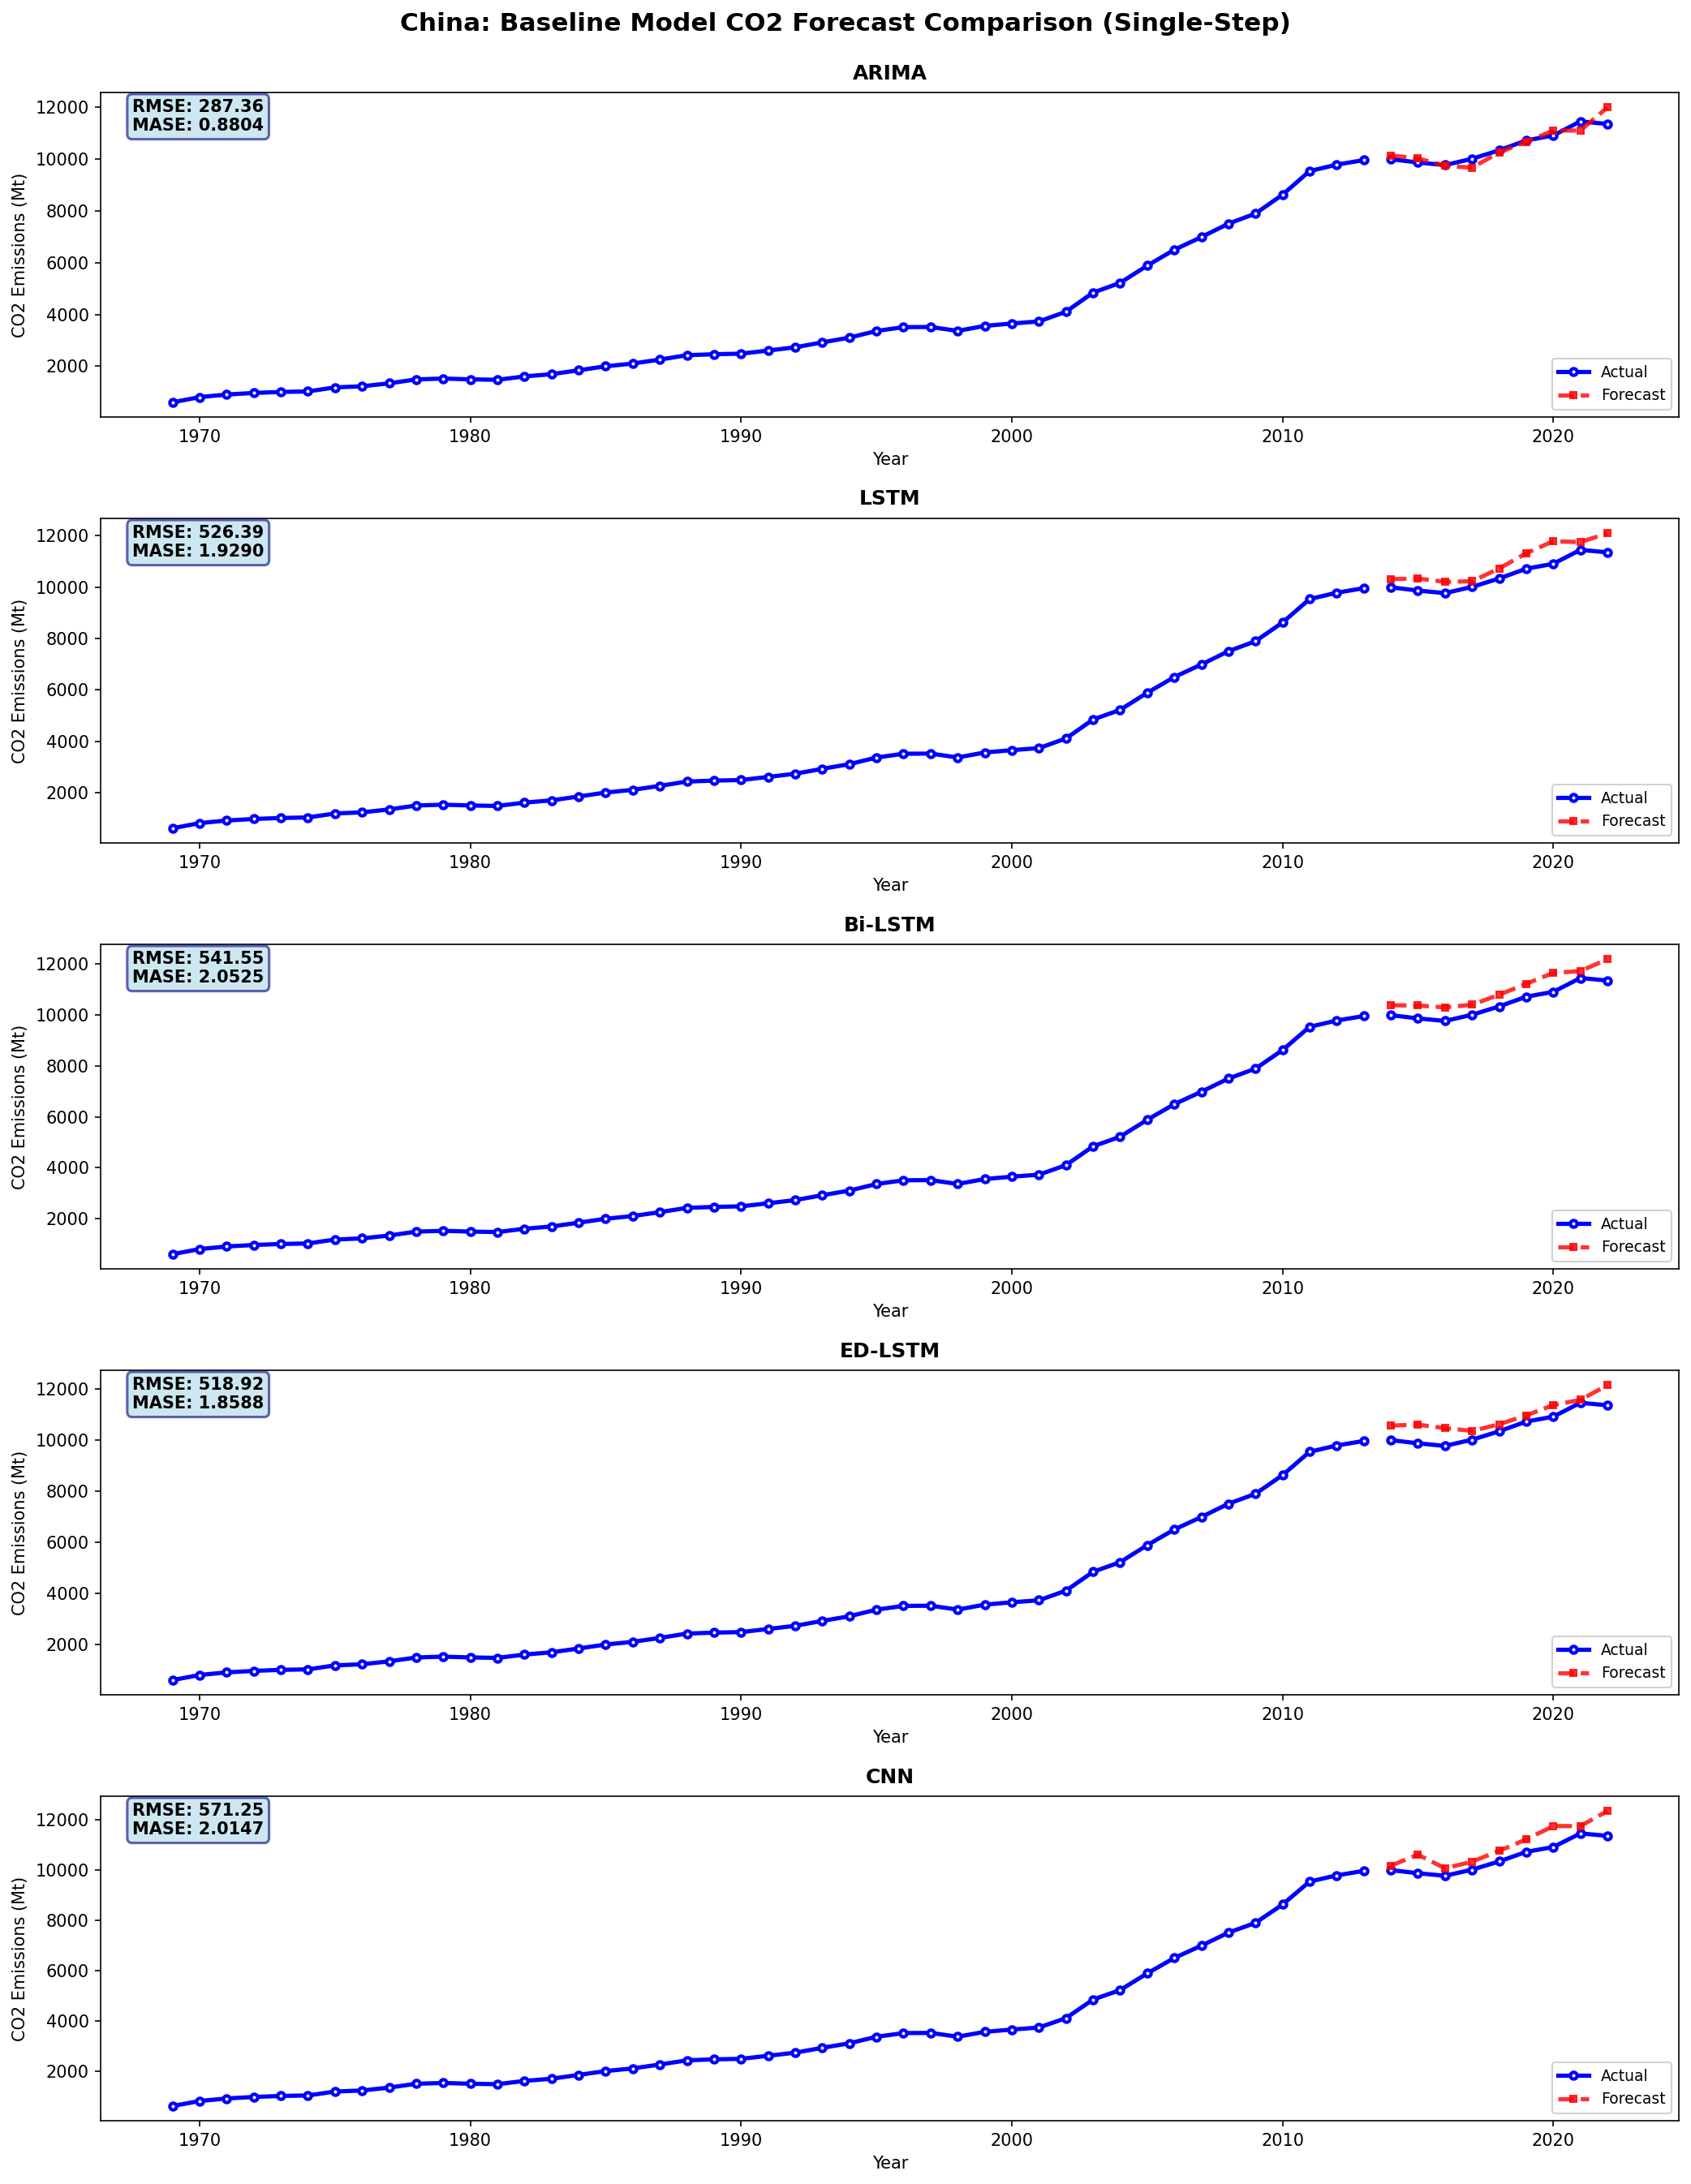 China: Baseline Model CO2 Forecast Comparison (Single-Step)
ARIMA
RMSE: 287.36
MASE: 0.8804
12000
10000
8000
6000
4000
2000
CO2 Emissions (Mt)
Actual
Forecast
1970 1980 1990 2000 2010 2020
Year
LSTM
RMSE: 526.39
MASE: 1.9290
12000
10000
8000
6000
4000
2000
CO2 Emissions (Mt)
Actual
Forecast
1970 1980 1990 2000 2010 2020
Year
Bi-LSTM
RMSE: 541.55
MASE: 2.0525
12000
10000
8000
6000
4000
2000
CO2 Emissions (Mt)
Actual
Forecast
1970 1980 1990 2000 2010 2020
Year
ED-LSTM
RMSE: 518.92
MASE: 1.8588
12000
10000
8000
6000
4000
2000
CO2 Emissions (Mt)
Actual
Forecast
1970 1980 1990 2000 2010 2020
Year
CNN
RMSE: 571.25
MASE: 2.0147
12000
10000
8000
6000
4000
2000
CO2 Emissions (Mt)
Actual
Forecast
1970 1980 1990 2000 2010 2020
Year